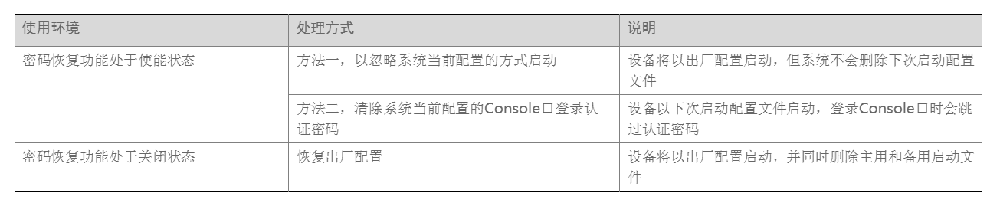 使用环境 处理方式 说明
密码恢复功能处于使能状态 方法一，以忽略系统当前配置的方式启动 设备将以出厂配置启动，但系统不会删除下次启动配置
文件
方法二，清除系统当前配置的Console口登录认
证密码
设备以下次启动配置文件启动，登录Console口时会跳
过认证密码
密码恢复功能处于关闭状态 恢复出厂配置 设备将以出厂配置启动，并同时删除主用和备用启动文
件